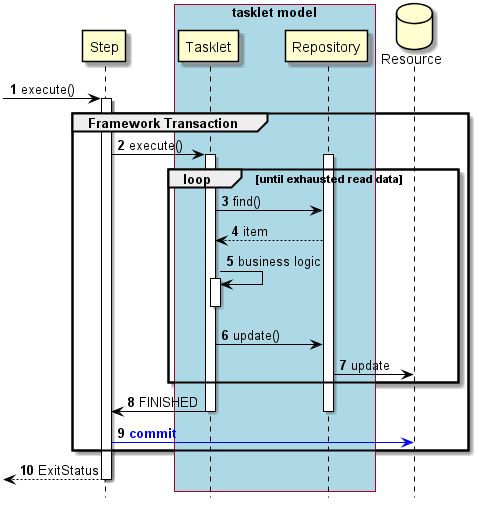 tasklet model
Step
Tasklet
Repository
Resource
1 execute()
Framework Transaction
2 execute()
loop [until exhausted read data]
3 find()
4 item
5 business logic
6 update()
7 update
8 FINISHED
9 commit
10 ExitStatus